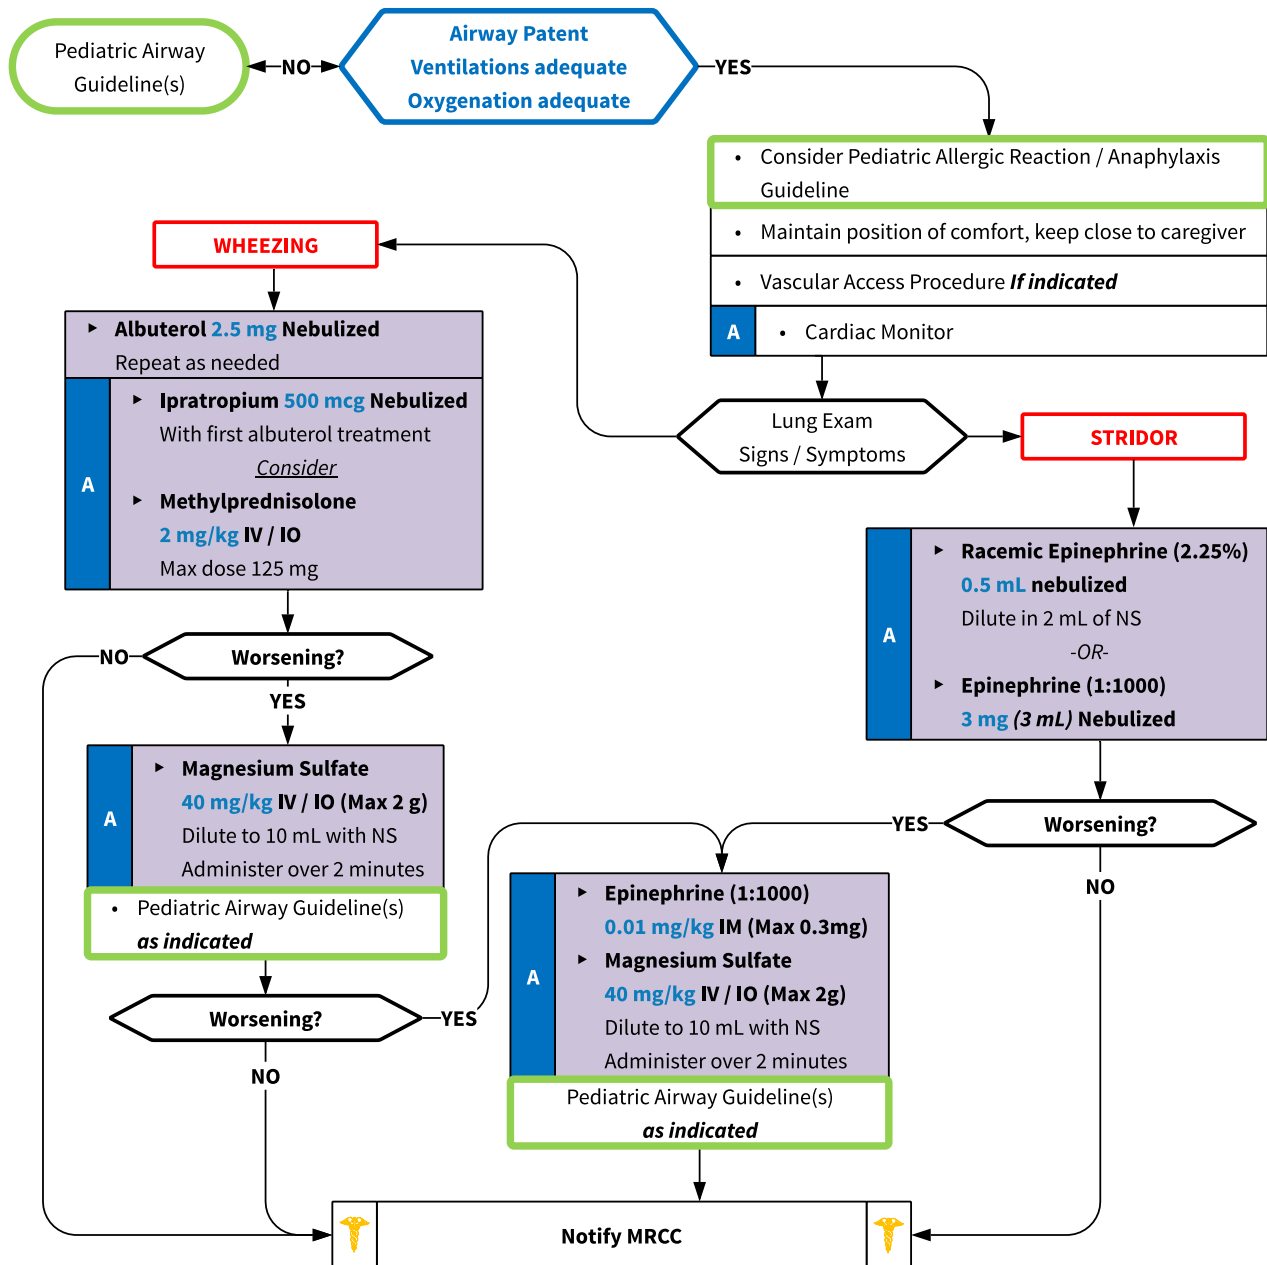 Pediatric Airway
Guideline(s)
NO
Airway Patent
Ventilations adequate
Oxygenation adequate
YES
• Consider Pediatric Allergic Reaction / Anaphylaxis
Guideline
• Maintain position of comfort, keep close to caregiver
• Vascular Access Procedure If indicated
A
• Cardiac Monitor
Lung Exam
Signs / Symptoms
WHEEZING
▶ Albuterol 2.5 mg Nebulized
Repeat as needed
A
▶ Ipratropium 500 mcg Nebulized
With first albuterol treatment
Consider
▶ Methylprednisolone
2 mg/kg IV / IO
Max dose 125 mg
Worsening?
NO
YES
A
▶ Magnesium Sulfate
40 mg/kg IV / IO (Max 2 g)
Dilute to 10 mL with NS
Administer over 2 minutes
• Pediatric Airway Guideline(s)
as indicated
Worsening?
YES
NO
STRIDOR
A
▶ Racemic Epinephrine (2.25%)
0.5 mL nebulized
Dilute in 2 mL of NS
-OR-
▶ Epinephrine (1:1000)
3 mg (3 mL) Nebulized
Worsening?
YES
NO
A
▶ Epinephrine (1:1000)
0.01 mg/kg IM (Max 0.3mg)
▶ Magnesium Sulfate
40 mg/kg IV / IO (Max 2g)
Dilute to 10 mL with NS
Administer over 2 minutes
Pediatric Airway Guideline(s)
as indicated
Notify MRCC